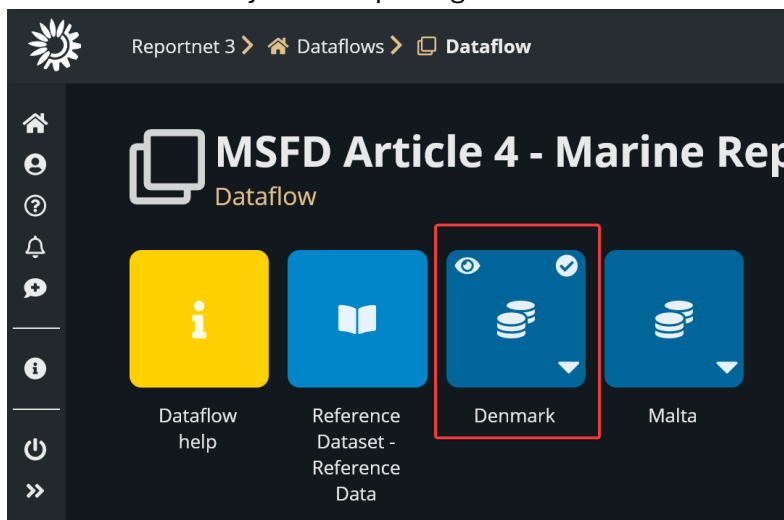 Reportnet 3 > Dataflows > Dataflow
MSFD Article 4 - Marine Rep
Dataflow
Dataflow
help
Reference
Dataset -
Reference
Data
Denmark
Malta